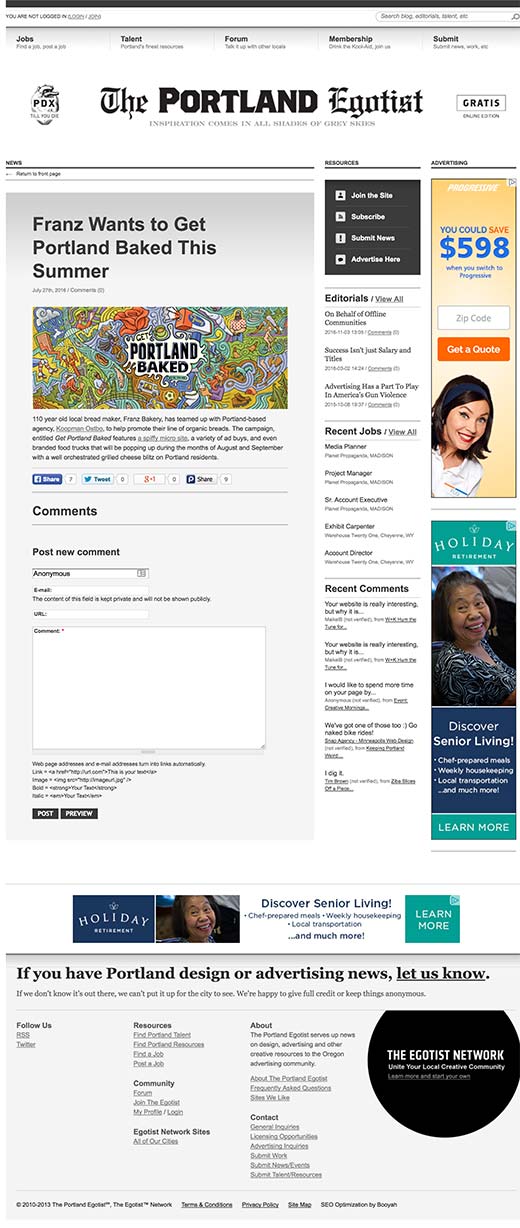 YOU ARE NOT LOGGED IN (LOGIN / JOIN)
Search blog, editorials, talent, etc
Jobs
Find a job, post a job
Talent
Portland's finest resources
Forum
Talk it up with other locals
Membership
Drink the Kool-Aid, join us
Submit
Submit news, work, etc
PDX
TILL YOU DIE
The PORTLAND Egotist
INSPIRATION COMES IN ALL SHADES OF GREY SKIES
GRATIS
ONLINE EDITION
NEWS
← Return to front page
Franz Wants to Get
Portland Baked This
Summer
July 27th, 2016 / Comments (0)
GET
PORTLAND
BAKED
110 year old local bread maker, Franz Bakery, has teamed up with Portland-based
agency, Koopman Ostbo, to help promote their line of organic breads. The campaign,
entitled Get Portland Baked features a spiffy micro site, a variety of ad buys, and even
branded food trucks that will be popping up during the months of August and September
with a well orchestrated grilled cheese blitz on Portland residents.
Share 7 Tweet 0 g+1 0 Share 9
Comments
Post new comment
Anonymous
E-mail:
The content of this field is kept private and will not be shown publicly.
URL:
Comment: *
Web page addresses and e-mail addresses turn into links automatically.
Link = <a href="http://url.com">This is your text</a>
Image = <img src="http://imageurl.jpg" />
Bold = <strong>Your Text</strong>
Italic = <em>Your Text</em>
POST PREVIEW
RESOURCES
Join the Site
Subscribe
Submit News
Advertise Here
Editorials / View All
On Behalf of Offline
Communities
2016-11-03 13:56 / Comments (0)
Success Isn't just Salary and
Titles
2016-03-02 14:24 / Comments (0)
Advertising Has a Part To Play
In America's Gun Violence
2015-10-08 19:37 / Comments (0)
Recent Jobs / View All
Media Planner
Planet Propaganda, MADISON
Project Manager
Planet Propaganda, MADISON
Sr. Account Executive
Planet Propaganda, MADISON
Exhibit Carpenter
Warehouse Twenty One, Cheyenne, WY
Account Director
Warehouse Twenty One, Cheyenne, WY
Recent Comments
Your website is really interesting,
but why it is...
(not verified), from W+K Hum the
Tune for...
Your website is really interesting,
but why it is...
(not verified), from W+K Hum the
Tune for...
I would like to spend more time
on your page by...
Anonymous (not verified), from Event:
Creative Mornings...
We've got one of those too :) Go
naked bike rides!
Snap Agency - Minneapolis Web Design
(not verified), from Keeping Portland
Weird ...
I dig it.
Tim Brown (not verified), from Ziba Slices
Off a Piece...
ADVERTISING
PROGRESSIVE
YOU COULD SAVE
$598
when you switch to
Progressive
Zip Code
Get a Quote
HOLIDAY
RETIREMENT
Discover
Senior Living!
• Chef-prepared meals
• Weekly housekeeping
• Local transportation
...and much more!
LEARN MORE
HOLIDAY
RETIREMENT
Discover Senior Living!
• Chef-prepared meals • Weekly housekeeping
• Local transportation
...and much more!
LEARN
MORE
If you have Portland design or advertising news, let us know.
If we don't know it's out there, we can't put it up for the city to see. We're happy to give full credit or keep things anonymous.
Follow Us
RSS
Twitter
Resources
Find Portland Talent
Find Portland Resources
Find a Job
Post a Job
Community
Forum
Join The Egotist
My Profile / Login
Egotist Network Sites
All of Our Cities
About
The Portland Egotist serves up news
on design, advertising and other
creative resources to the Oregon
advertising community.
About The Portland Egotist
Frequently Asked Questions
Sites We Like
Contact
General Inquiries
Licensing Opportunities
Advertising Inquiries
Submit Work
Submit News/Events
Submit Talent/Resources
THE EGOTIST NETWORK
Unite Your Local Creative Community
Learn more and start your own
© 2010-2013 The Portland Egotist℠, The Egotist™ Network Terms & Conditions Privacy Policy Site Map SEO Optimization by Booyah